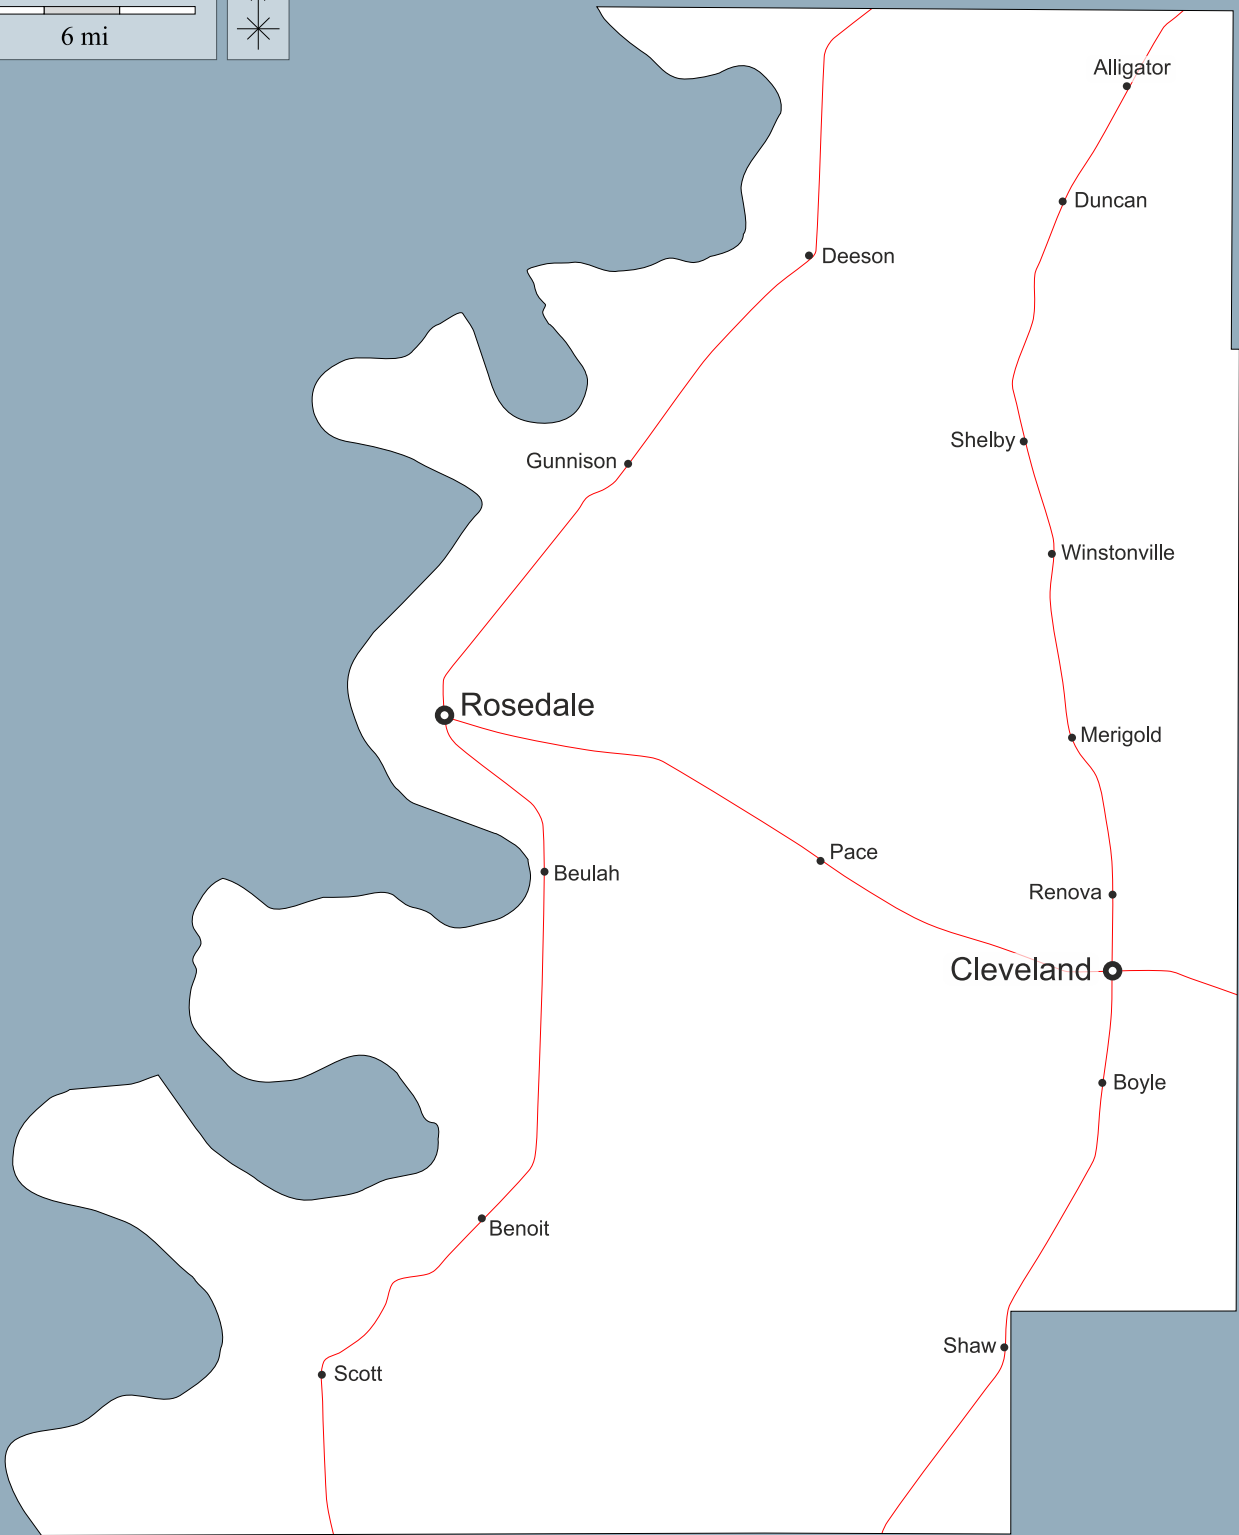 6 mi
Alligator
Duncan
Deeson
Shelby
Gunnison
Winstonville
Rosedale
Merigold
Pace
Beulah
Renova
Cleveland
Boyle
Benoit
Shaw
Scott